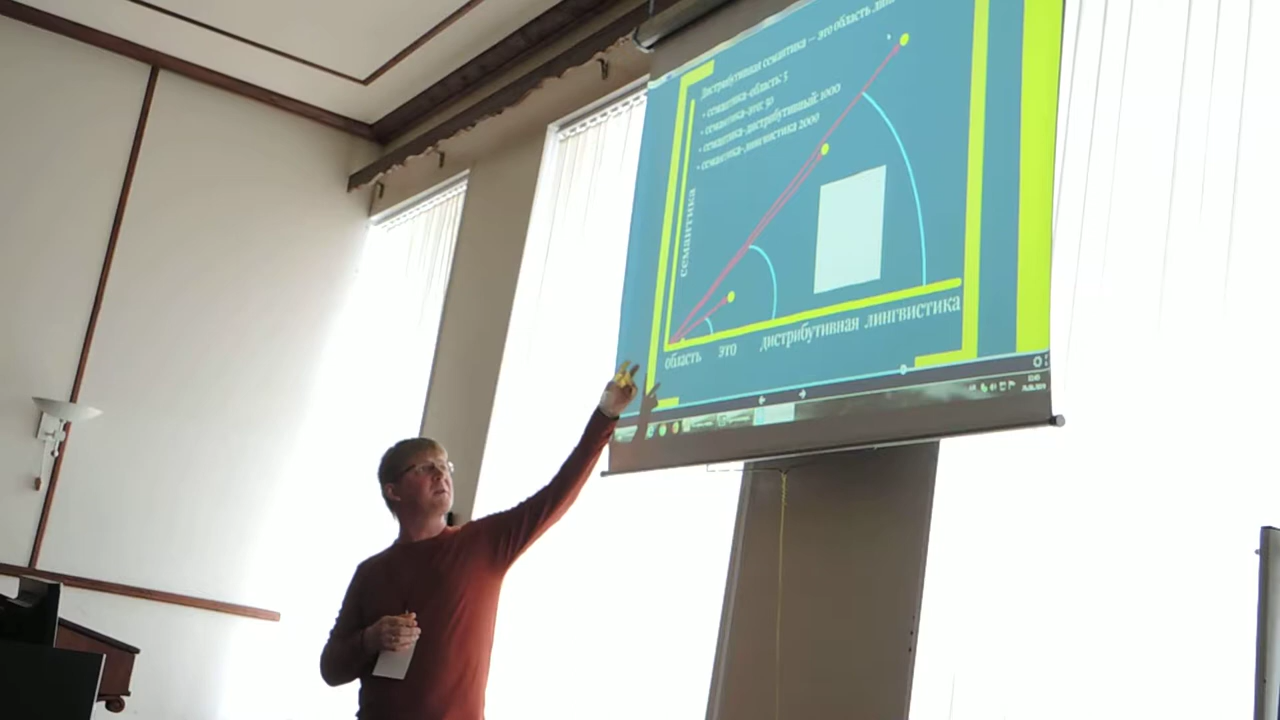 Дистрибутивная семантика — это область
• семантика-область: 5
• семантика-это: 50
• семантика-дистрибутивный: 1000
• семантика-лингвистика 2000
семантика
область это дистрибутивная лингвистика